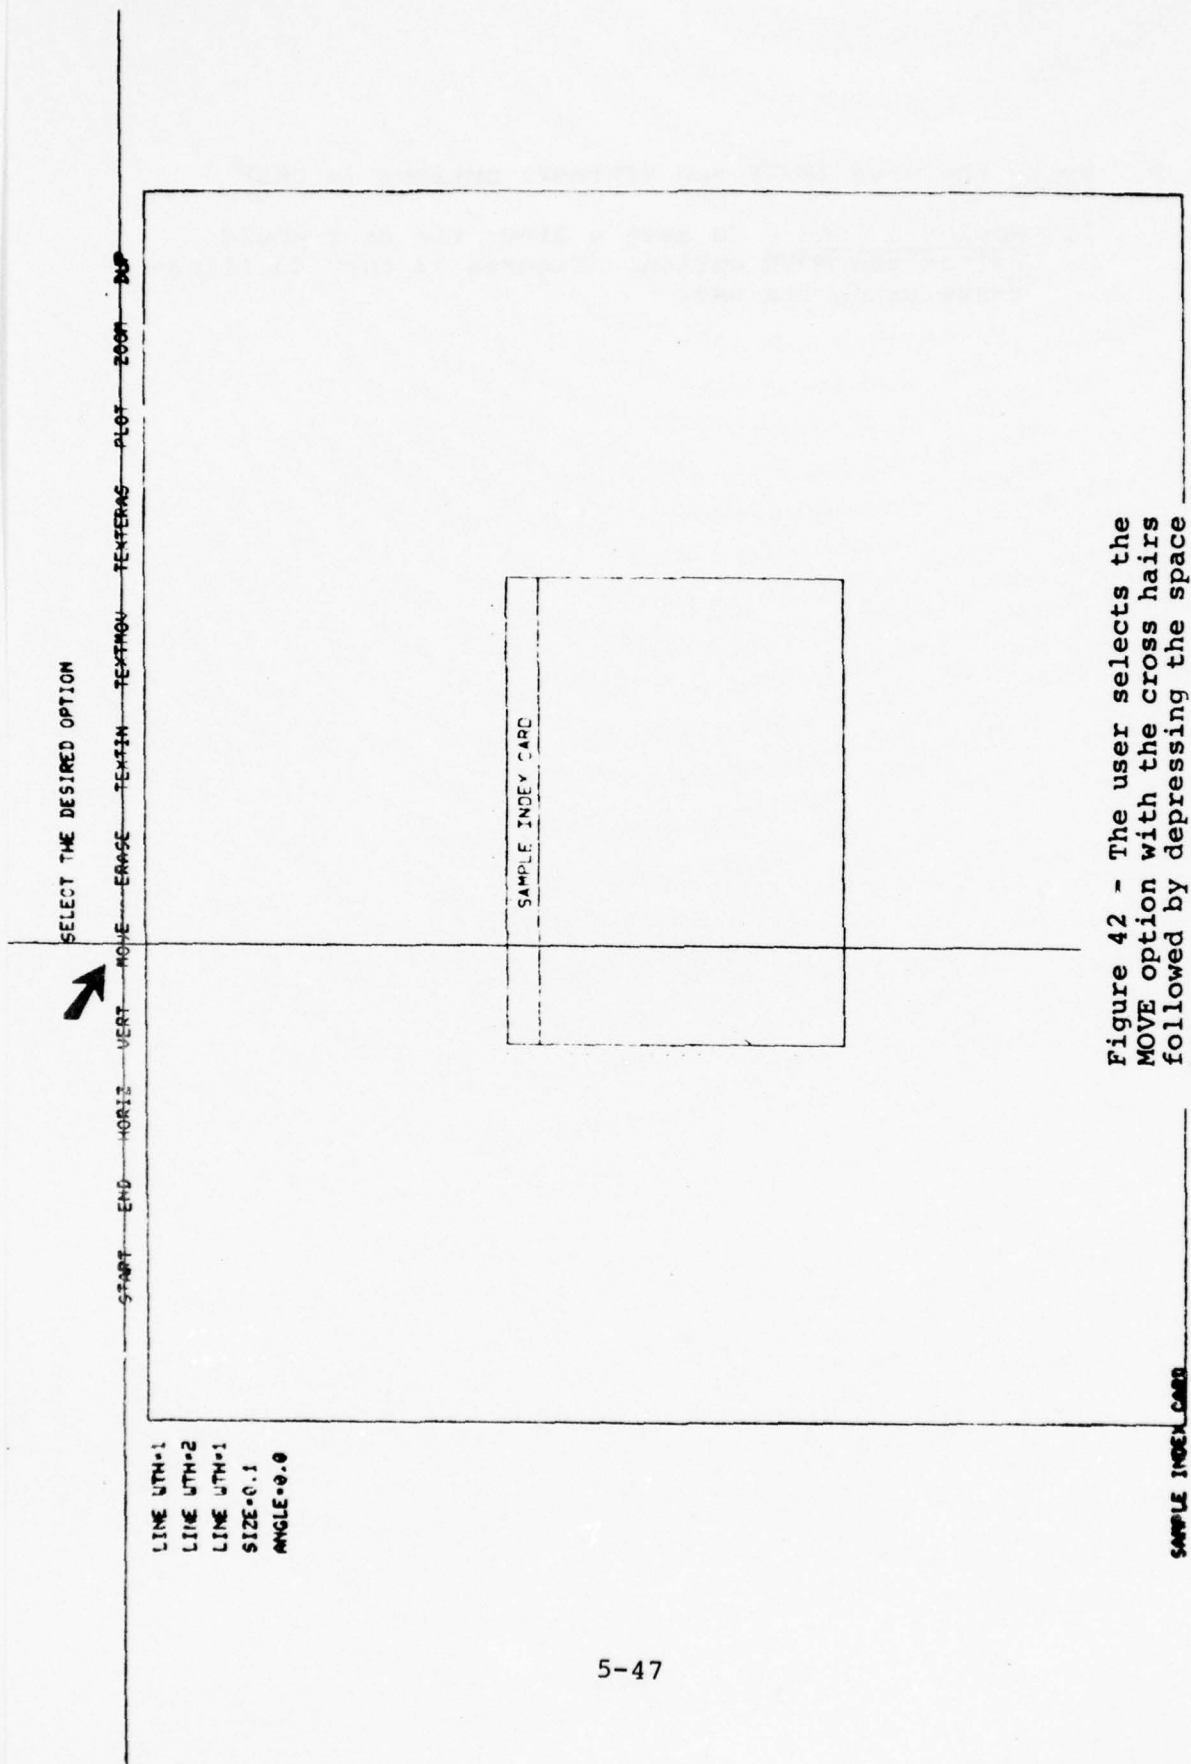 SELECT THE DESIRED OPTION
START END HORIZ VERT MOVE ERASE TEXTIN TEXTMOV TEXTERAS PLOT ZOOM DUP
LINE WTH=1
LINE WTH=2
LINE WTH=1
SIZE=0.1
ANGLE=0.0
SAMPLE INDEX CARD
SAMPLE INDEX CARD
Figure 42 - The user selects the
MOVE option with the cross hairs
followed by depressing the space
5-47